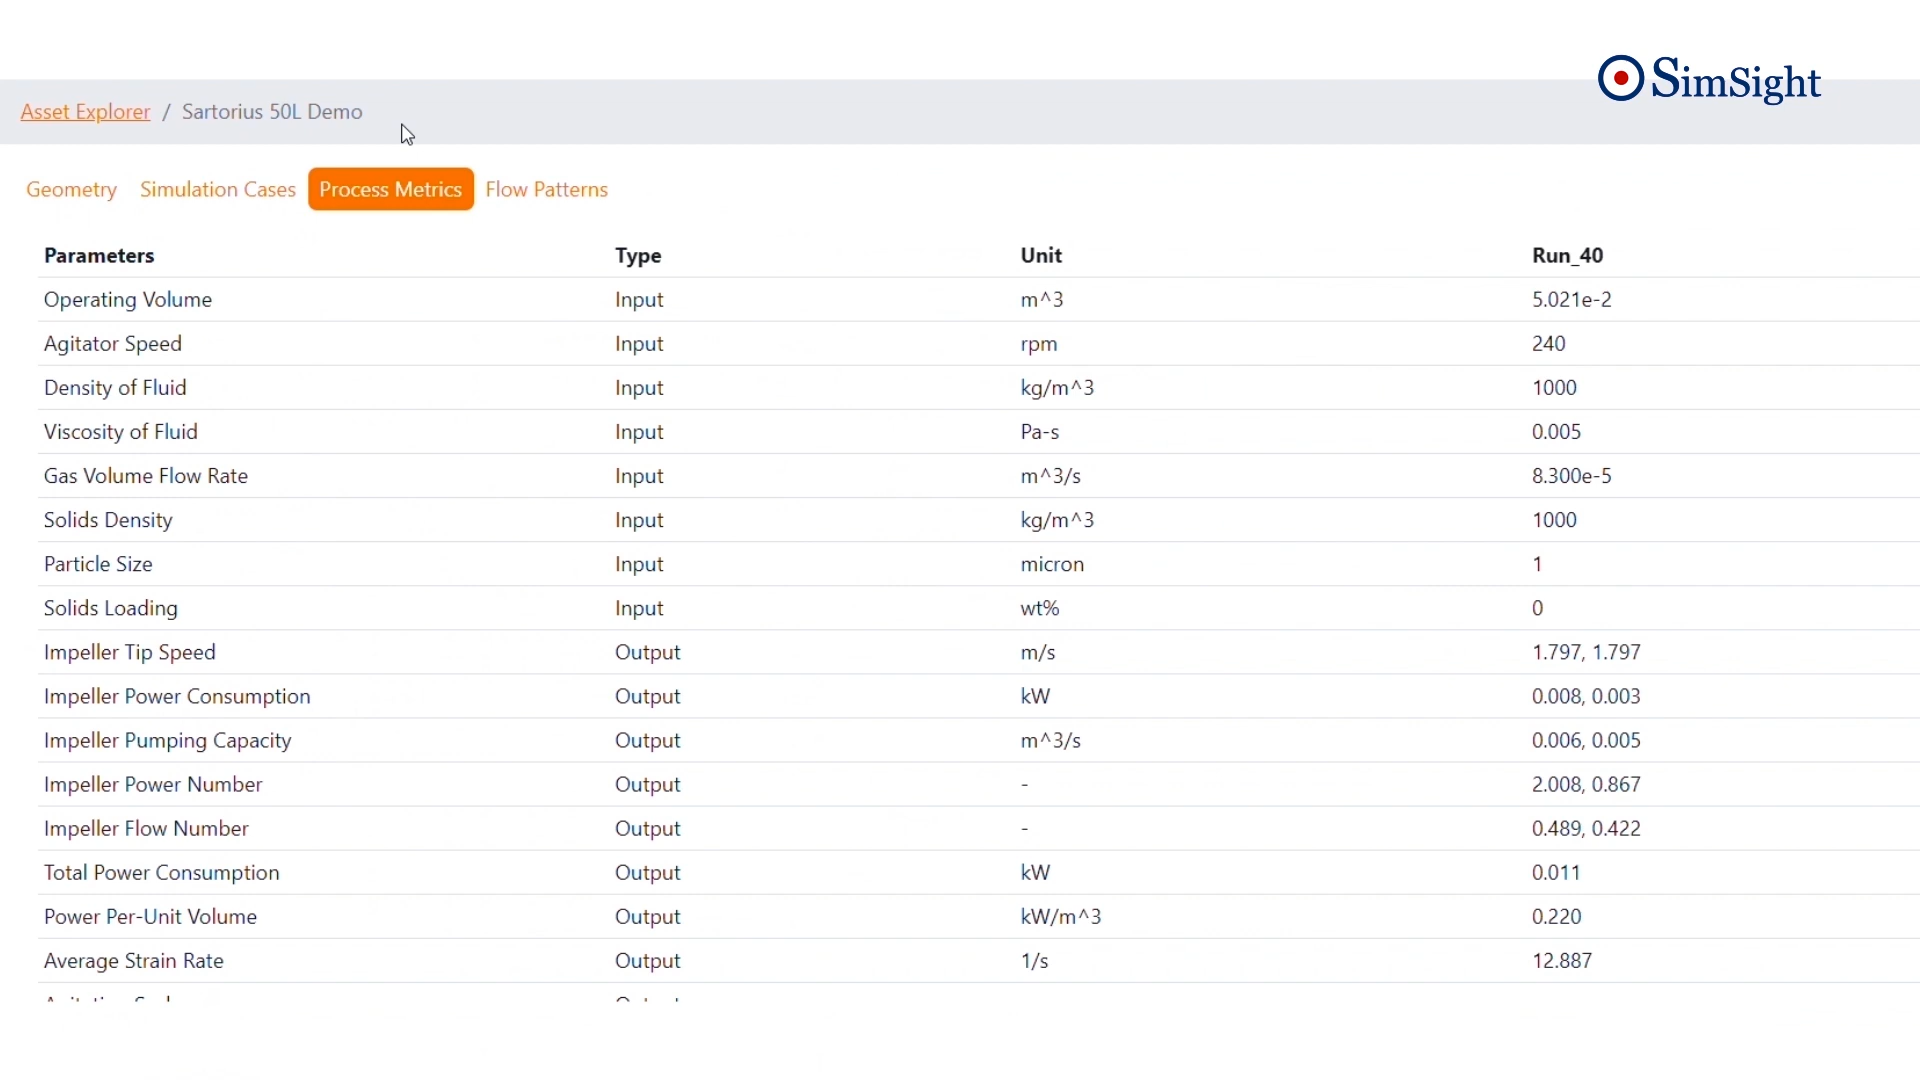 SimSight
Asset Explorer / Sartorius 50L Demo
Geometry Simulation Cases Process Metrics Flow Patterns
Parameters Type Unit Run_40
Operating Volume Input m^3 5.021e-2
Agitator Speed Input rpm 240
Density of Fluid Input kg/m^3 1000
Viscosity of Fluid Input Pa-s 0.005
Gas Volume Flow Rate Input m^3/s 8.300e-5
Solids Density Input kg/m^3 1000
Particle Size Input micron 1
Solids Loading Input wt% 0
Impeller Tip Speed Output m/s 1.797, 1.797
Impeller Power Consumption Output kW 0.008, 0.003
Impeller Pumping Capacity Output m^3/s 0.006, 0.005
Impeller Power Number Output - 2.008, 0.867
Impeller Flow Number Output - 0.489, 0.422
Total Power Consumption Output kW 0.011
Power Per-Unit Volume Output kW/m^3 0.220
Average Strain Rate Output 1/s 12.887